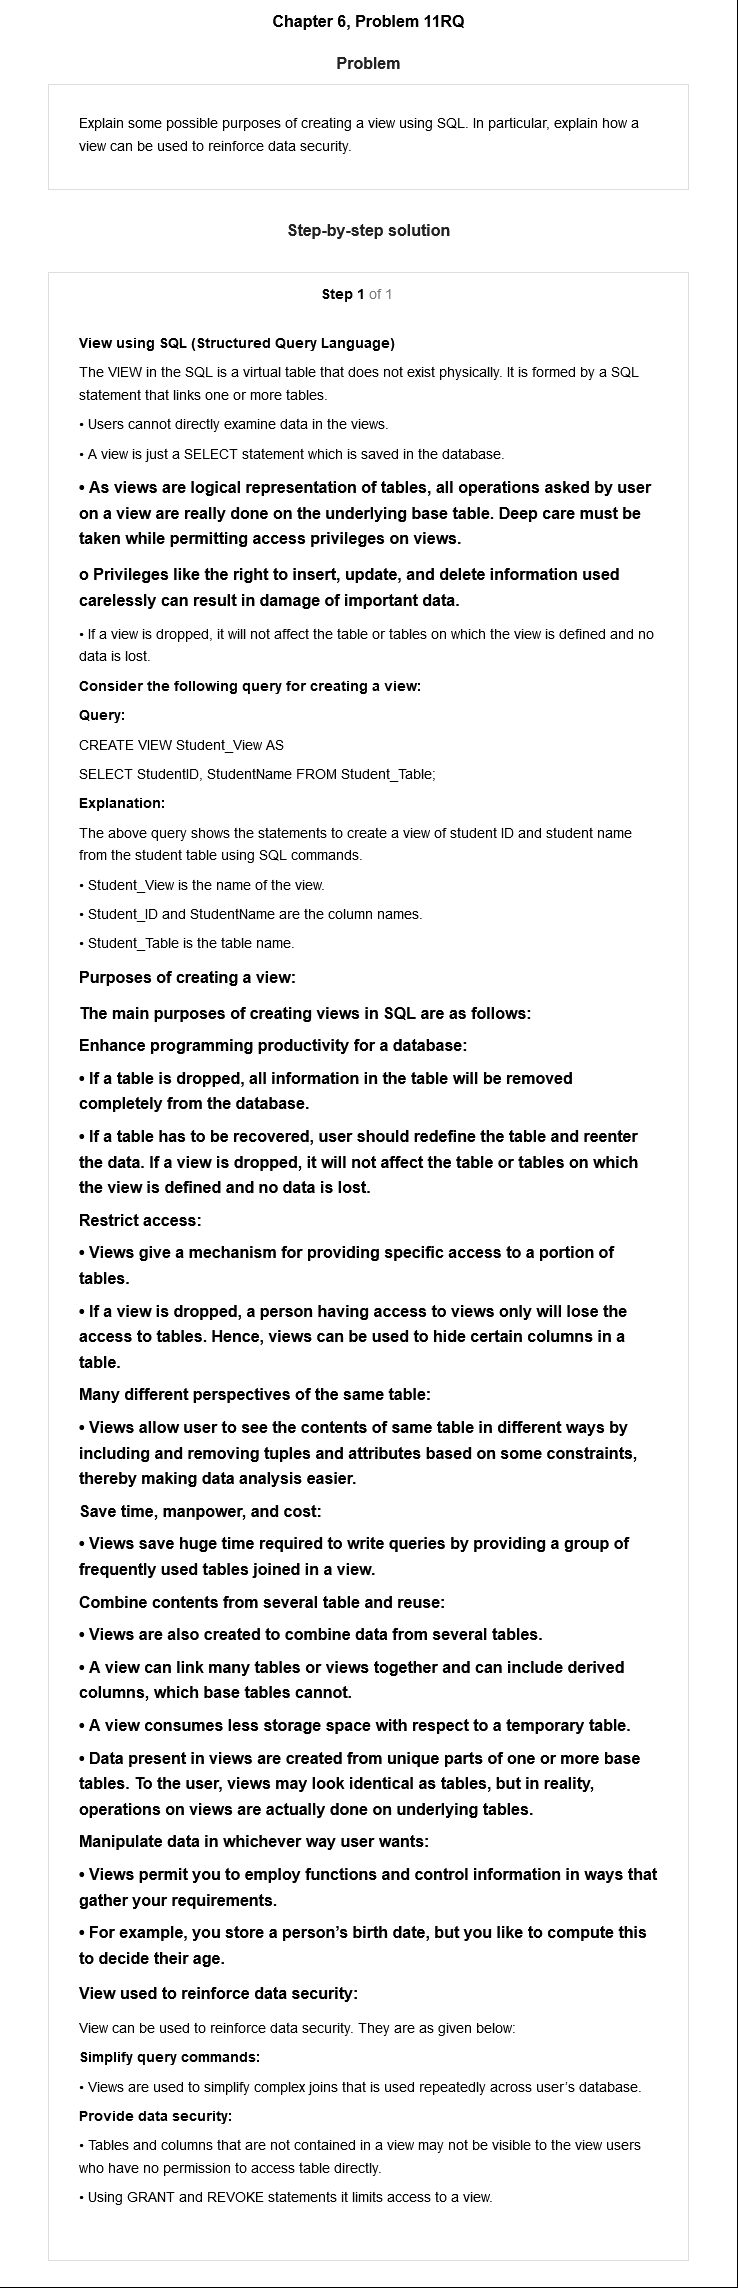 Chapter 6, Problem 11RQ
Problem
Explain some possible purposes of creating a view using SQL. In particular, explain how a
view can be used to reinforce data security.
Step-by-step solution
Step 1 of 1
View using SQL (Structured Query Language)
The VIEW in the SQL is a virtual table that does not exist physically. It is formed by a SQL
statement that links one or more tables.
• Users cannot directly examine data in the views.
• A view is just a SELECT statement which is saved in the database.
• As views are logical representation of tables, all operations asked by user
on a view are really done on the underlying base table. Deep care must be
taken while permitting access privileges on views.
o Privileges like the right to insert, update, and delete information used
carelessly can result in damage of important data.
• If a view is dropped, it will not affect the table or tables on which the view is defined and no
data is lost.
Consider the following query for creating a view:
Query:
CREATE VIEW Student_View AS
SELECT StudentID, StudentName FROM Student_Table;
Explanation:
The above query shows the statements to create a view of student ID and student name
from the student table using SQL commands.
• Student_View is the name of the view.
• Student_ID and StudentName are the column names.
• Student_Table is the table name.
Purposes of creating a view:
The main purposes of creating views in SQL are as follows:
Enhance programming productivity for a database:
• If a table is dropped, all information in the table will be removed
completely from the database.
• If a table has to be recovered, user should redefine the table and reenter
the data. If a view is dropped, it will not affect the table or tables on which
the view is defined and no data is lost.
Restrict access:
• Views give a mechanism for providing specific access to a portion of
tables.
• If a view is dropped, a person having access to views only will lose the
access to tables. Hence, views can be used to hide certain columns in a
table.
Many different perspectives of the same table:
• Views allow user to see the contents of same table in different ways by
including and removing tuples and attributes based on some constraints,
thereby making data analysis easier.
Save time, manpower, and cost:
• Views save huge time required to write queries by providing a group of
frequently used tables joined in a view.
Combine contents from several table and reuse:
• Views are also created to combine data from several tables.
• A view can link many tables or views together and can include derived
columns, which base tables cannot.
• A view consumes less storage space with respect to a temporary table.
• Data present in views are created from unique parts of one or more base
tables. To the user, views may look identical as tables, but in reality,
operations on views are actually done on underlying tables.
Manipulate data in whichever way user wants:
• Views permit you to employ functions and control information in ways that
gather your requirements.
• For example, you store a person’s birth date, but you like to compute this
to decide their age.
View used to reinforce data security:
View can be used to reinforce data security. They are as given below:
Simplify query commands:
• Views are used to simplify complex joins that is used repeatedly across user’s database.
Provide data security:
• Tables and columns that are not contained in a view may not be visible to the view users
who have no permission to access table directly.
• Using GRANT and REVOKE statements it limits access to a view.